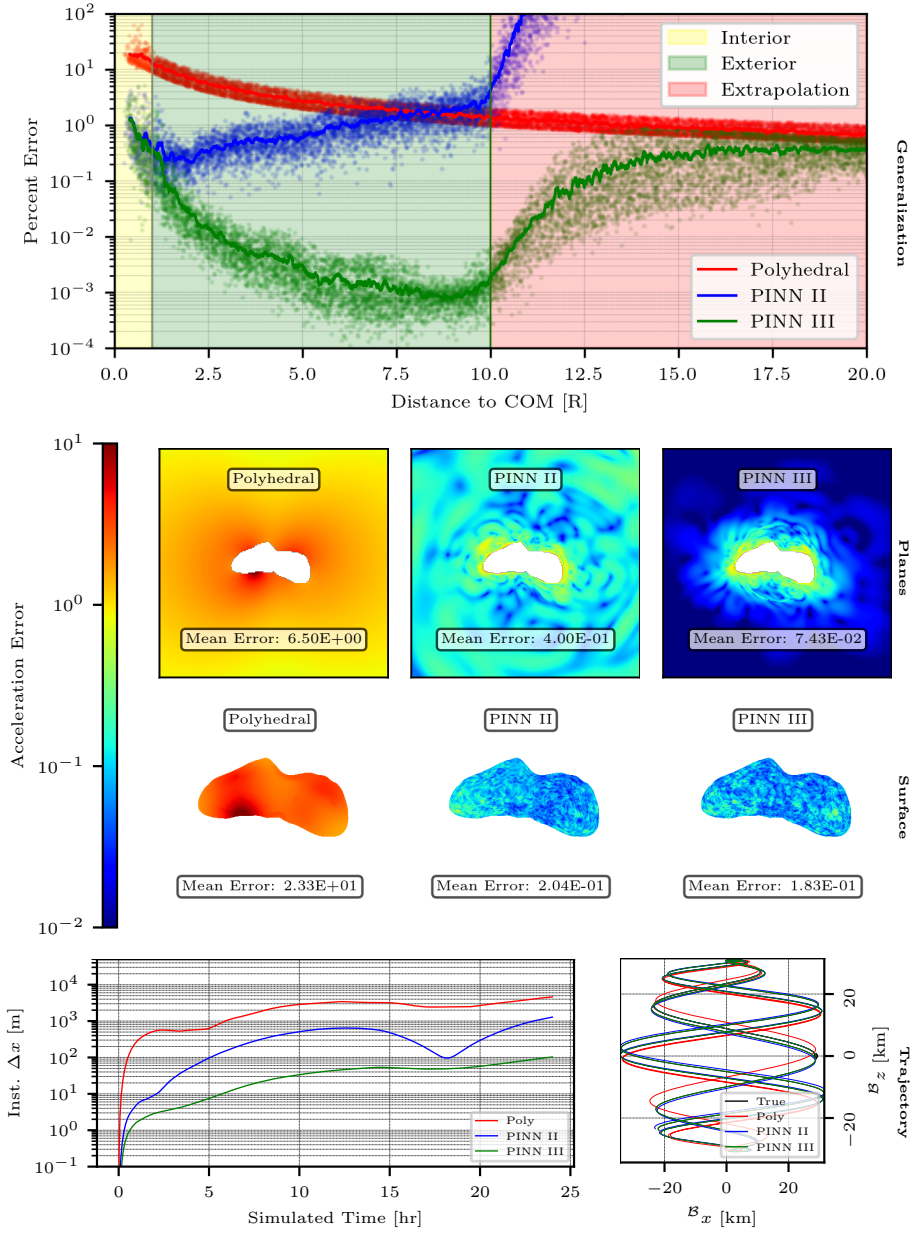 10^2
10^1
10^0
10^{-1}
10^{-2}
10^{-3}
10^{-4}
Percent Error
Interior
Exterior
Extrapolation
Polyhedral
PINN II
PINN III
Generalization
0.0 2.5 5.0 7.5 10.0 12.5 15.0 17.5 20.0
Distance to COM [R]
10^1
10^0
10^{-1}
10^{-2}
Acceleration Error
Polyhedral PINN II PINN III
Mean Error: 6.50E+00 Mean Error: 4.00E-01 Mean Error: 7.43E-02
Planes
Polyhedral PINN II PINN III
Mean Error: 2.33E+01 Mean Error: 2.04E-01 Mean Error: 1.83E-01
Surface
10^4
10^3
10^2
10^1
10^0
10^{-1}
Inst. Δx [m]
Poly
PINN II
PINN III
0 5 10 15 20 25
Simulated Time [hr]
True
Poly
PINN II
PINN III
−20 0 20
𝓑_x [km]
20
0
−20
𝓑_z [km]
Trajectory